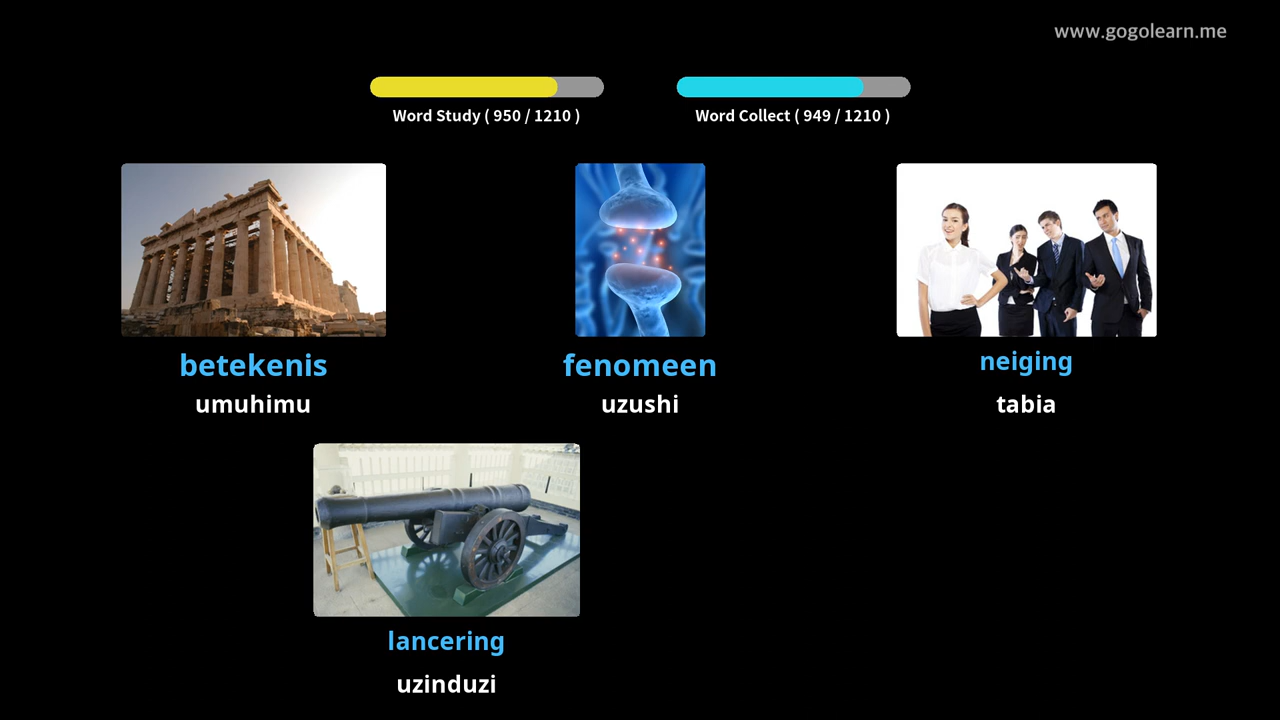 www.gogolearn.me
Word Study ( 950 / 1210 )
Word Collect ( 949 / 1210 )
betekenis
umuhimu
fenomeen
uzushi
neiging
tabia
lancering
uzinduzi